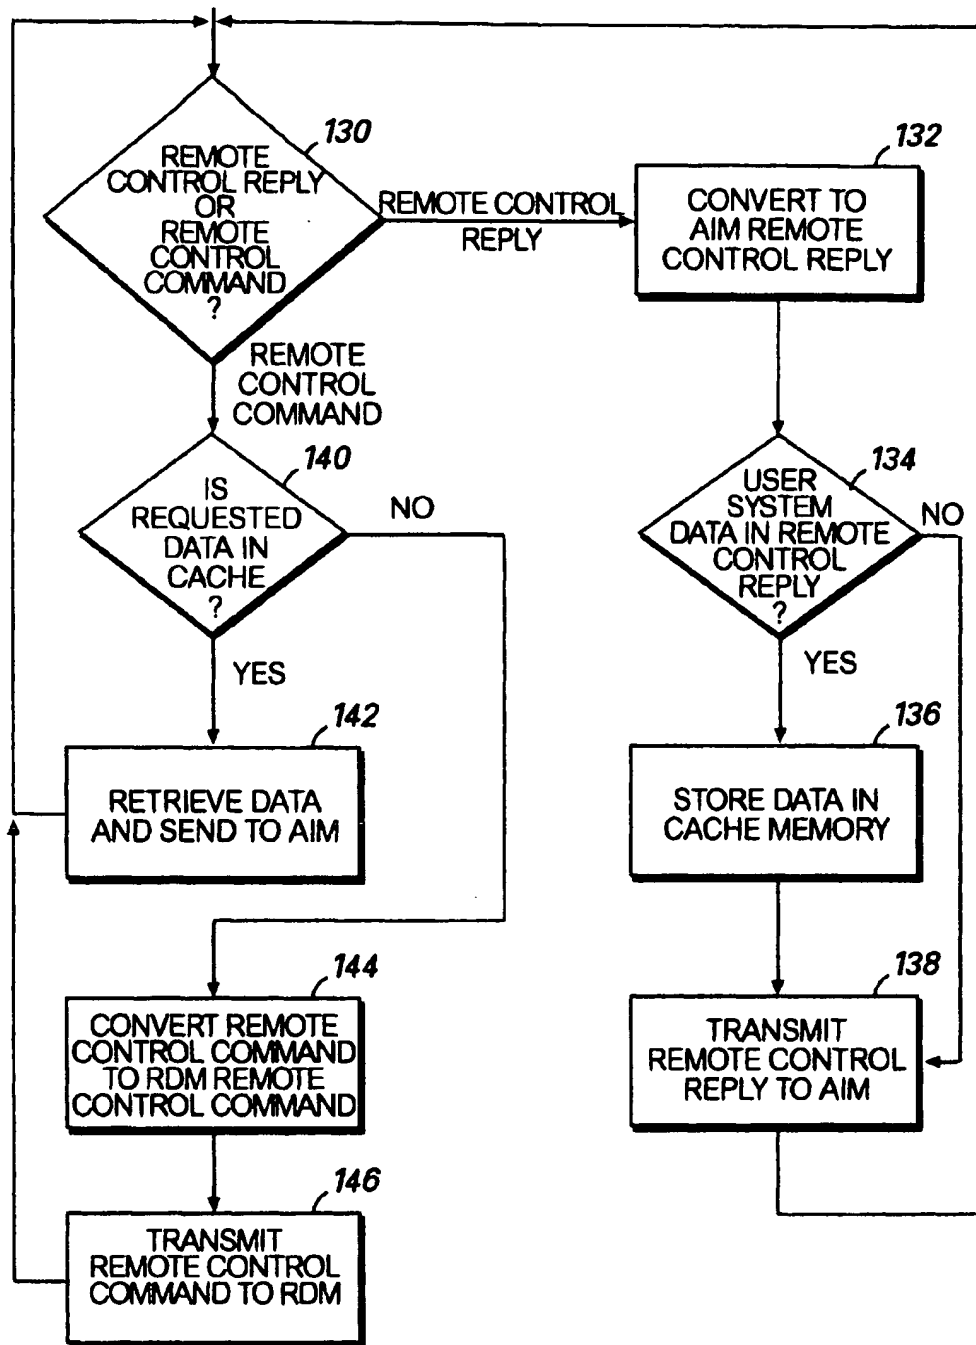 130
REMOTE
CONTROL REPLY
OR
REMOTE
CONTROL
COMMAND
?
REMOTE CONTROL
REPLY
132
CONVERT TO
AIM REMOTE
CONTROL REPLY
REMOTE
CONTROL
COMMAND
140
IS
REQUESTED
DATA IN
CACHE
?
NO
YES
134
USER
SYSTEM
DATA IN REMOTE
CONTROL
REPLY
?
NO
YES
142
RETRIEVE DATA
AND SEND TO AIM
136
STORE DATA IN
CACHE MEMORY
144
CONVERT REMOTE
CONTROL COMMAND
TO RDM REMOTE
CONTROL COMMAND
138
TRANSMIT
REMOTE CONTROL
REPLY TO AIM
146
TRANSMIT
REMOTE CONTROL
COMMAND TO RDM